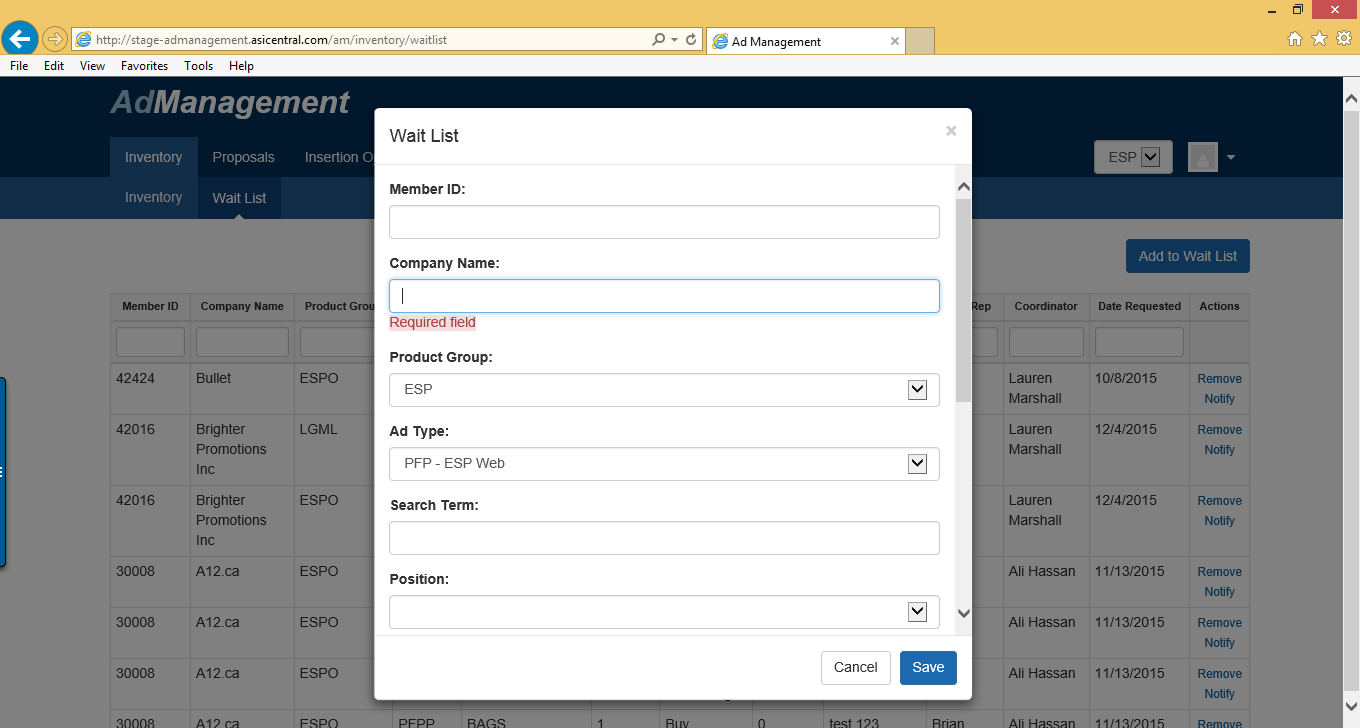 http://stage-admanagement.asicentral.com/am/inventory/waitlist
Ad Management
File Edit View Favorites Tools Help
AdManagement
Inventory Proposals Insertion O
ESP
Inventory Wait List
Add to Wait List
Wait List
×
Member ID:
Company Name:
Required field
Product Group:
ESP
Ad Type:
PFP - ESP Web
Search Term:
Position:
Cancel Save
Member ID Company Name Product Grou Rep Coordinator Date Requested Actions
42424 Bullet ESPO Lauren Marshall 10/8/2015 Remove Notify
42016 Brighter Promotions Inc LGML Lauren Marshall 12/4/2015 Remove Notify
42016 Brighter Promotions Inc ESPO Lauren Marshall 12/4/2015 Remove Notify
30008 A12.ca ESPO Ali Hassan 11/13/2015 Remove Notify
30008 A12.ca ESPO Ali Hassan 11/13/2015 Remove Notify
30008 A12.ca ESPO Ali Hassan 11/13/2015 Remove Notify
30008 A12.ca ESPO PFPP BAGS 1 Buy 0 test 123 Brian Ali Hassan 11/13/2015 Remove